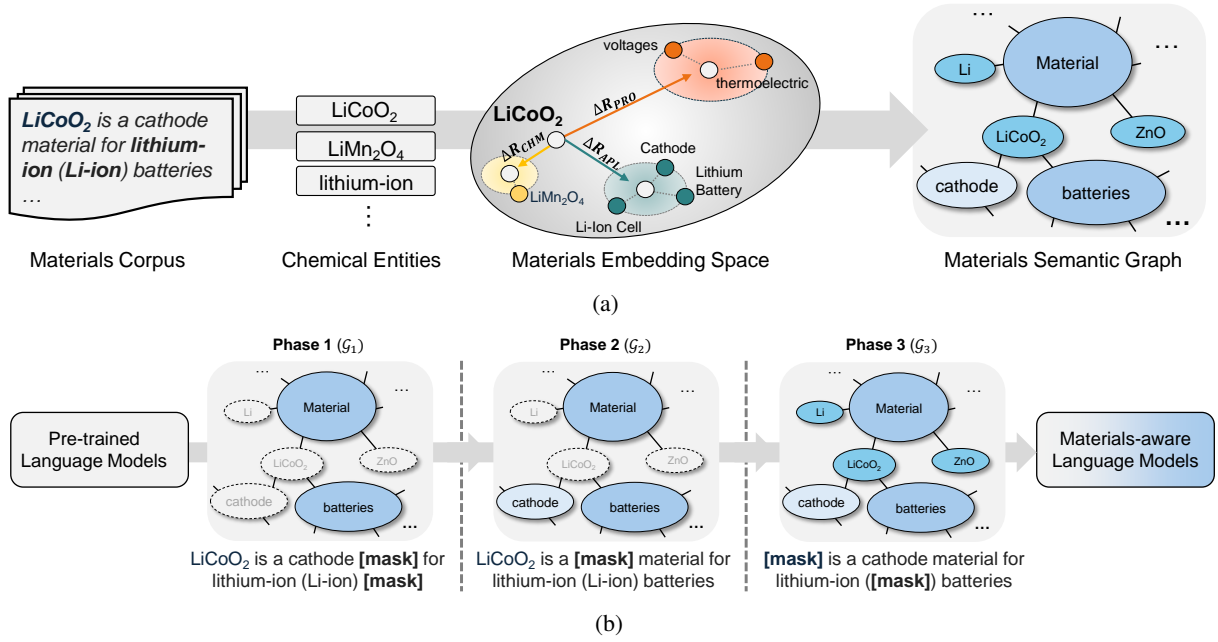 LiCoO₂ is a cathode
material for lithium-
ion (Li-ion) batteries
...
Materials Corpus
LiCoO₂
LiMn₂O₄
lithium-ion
⋮
Chemical Entities
voltages
thermoelectric
LiCoO₂
ΔR_PRO
ΔR_CHM
ΔR_APL
Cathode
Lithium
Battery
LiMn₂O₄
Li-Ion Cell
Materials Embedding Space
...
...
Material
Li
LiCoO₂
ZnO
cathode
batteries
...
Materials Semantic Graph
(a)
Pre-trained
Language Models
Phase 1 (𝒢₁)
...
...
Material
Li
LiCoO₂
ZnO
cathode
batteries
...
LiCoO₂ is a cathode [mask] for
lithium-ion (Li-ion) [mask]
Phase 2 (𝒢₂)
...
...
Material
Li
LiCoO₂
ZnO
cathode
batteries
...
LiCoO₂ is a [mask] material for
lithium-ion (Li-ion) batteries
Phase 3 (𝒢₃)
...
...
Material
Li
LiCoO₂
ZnO
cathode
batteries
...
[mask] is a cathode material for
lithium-ion ([mask]) batteries
Materials-aware
Language Models
(b)